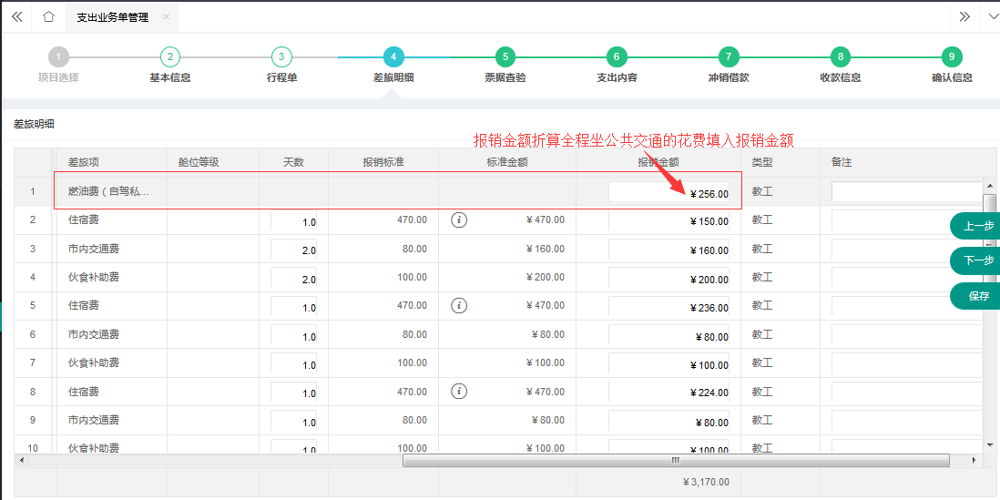 支出业务单管理
1 2 3 4 5 6 7 8 9
项目选择 基本信息 行程单 差旅明细 票据查验 支出内容 冲销借款 收款信息 确认信息
差旅明细
报销金额折算全程坐公共交通的花费填入报销金额
差旅项 舱位等级 天数 报销标准 标准金额 报销金额 类型 备注
1 燃油费（自驾私... ¥ 256.00 教工
2 住宿费 1.0 470.00 ¥ 470.00 ¥ 150.00 教工
上一步
3 市内交通费 2.0 80.00 ¥ 160.00 ¥ 160.00 教工
下一步
4 伙食补助费 2.0 100.00 ¥ 200.00 ¥ 200.00 教工
保存
5 住宿费 1.0 470.00 ¥ 470.00 ¥ 236.00 教工
6 市内交通费 1.0 80.00 ¥ 80.00 ¥ 80.00 教工
7 伙食补助费 1.0 100.00 ¥ 100.00 ¥ 100.00 教工
8 住宿费 1.0 470.00 ¥ 470.00 ¥ 224.00 教工
9 市内交通费 1.0 80.00 ¥ 80.00 ¥ 80.00 教工
10 伙食补助费 1.0 100.00 ¥ 100.00 ¥ 100.00 教工
¥ 3,170.00